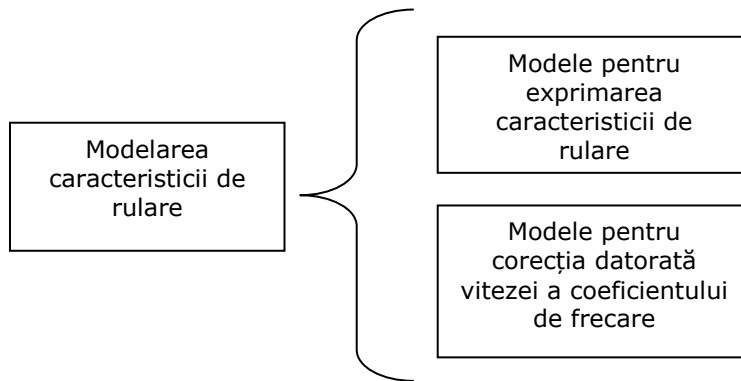 Modelarea
caracteristicii de
rulare
Modele pentru
exprimarea
caracteristicii de
rulare
Modele pentru
corecția datorată
vitezei a coeficientului
de frecare